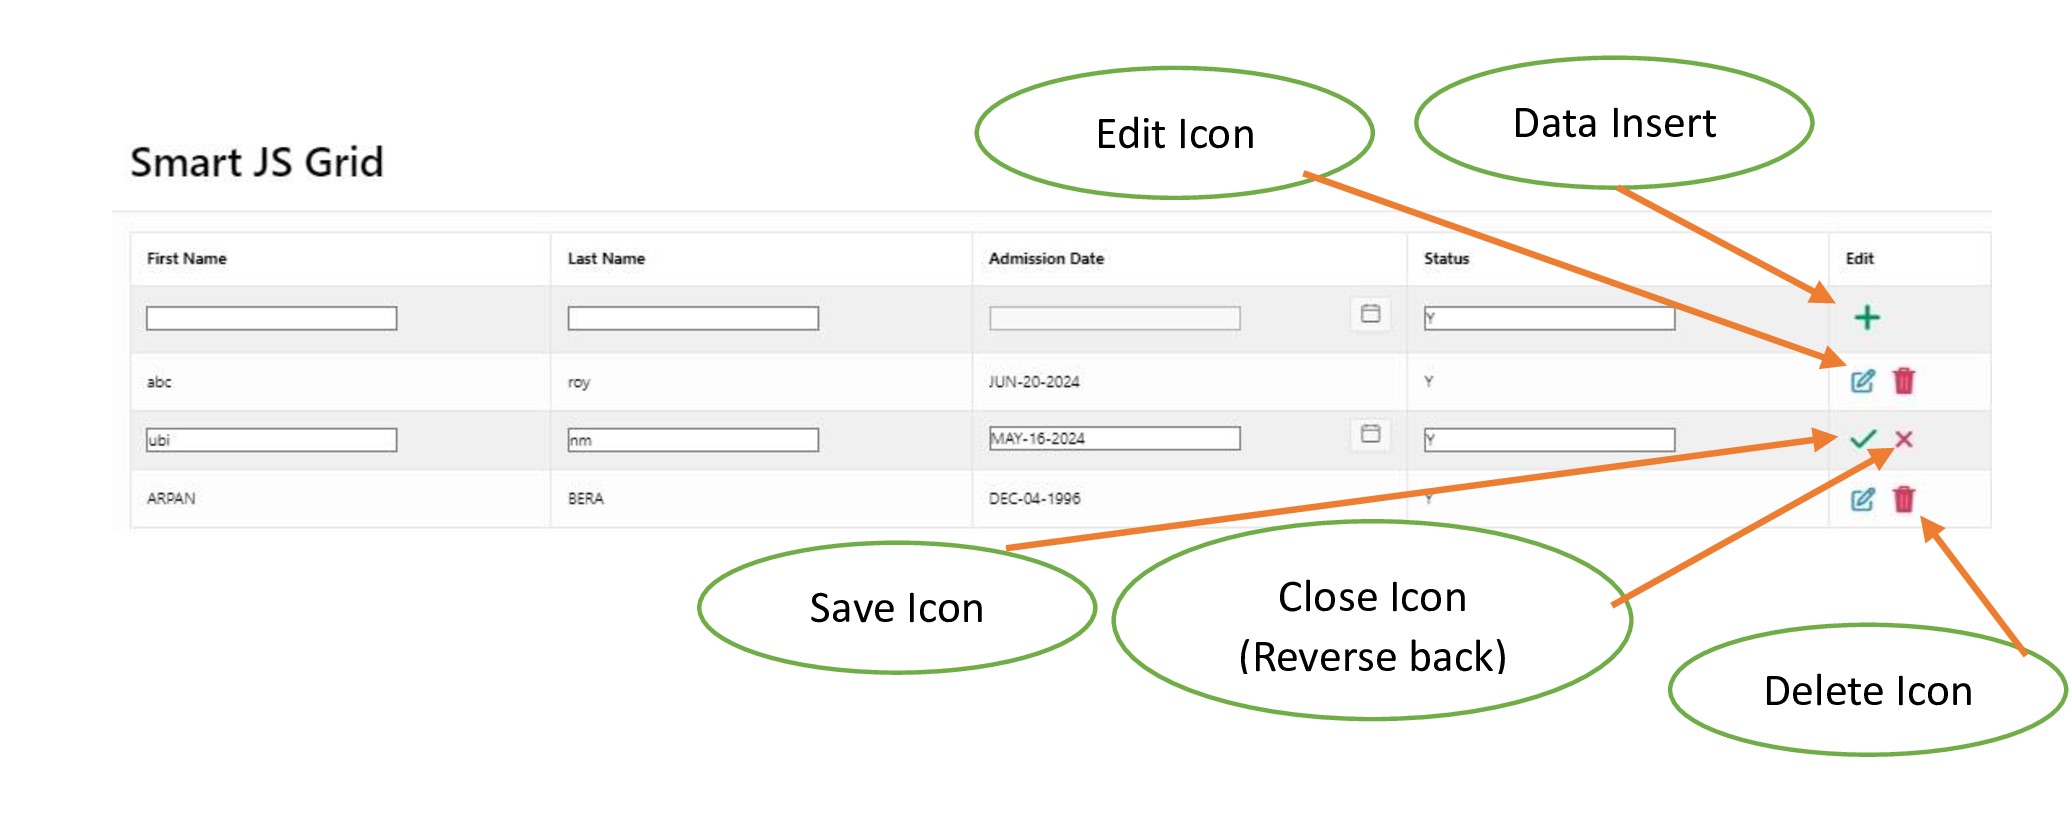 Edit Icon
Data Insert
Smart JS Grid
First Name Last Name Admission Date Status Edit
Y
abc roy JUN-20-2024 Y
ubi nm MAY-16-2024 Y
ARPAN BERA DEC-04-1996 Y
Save Icon
Close Icon
(Reverse back)
Delete Icon